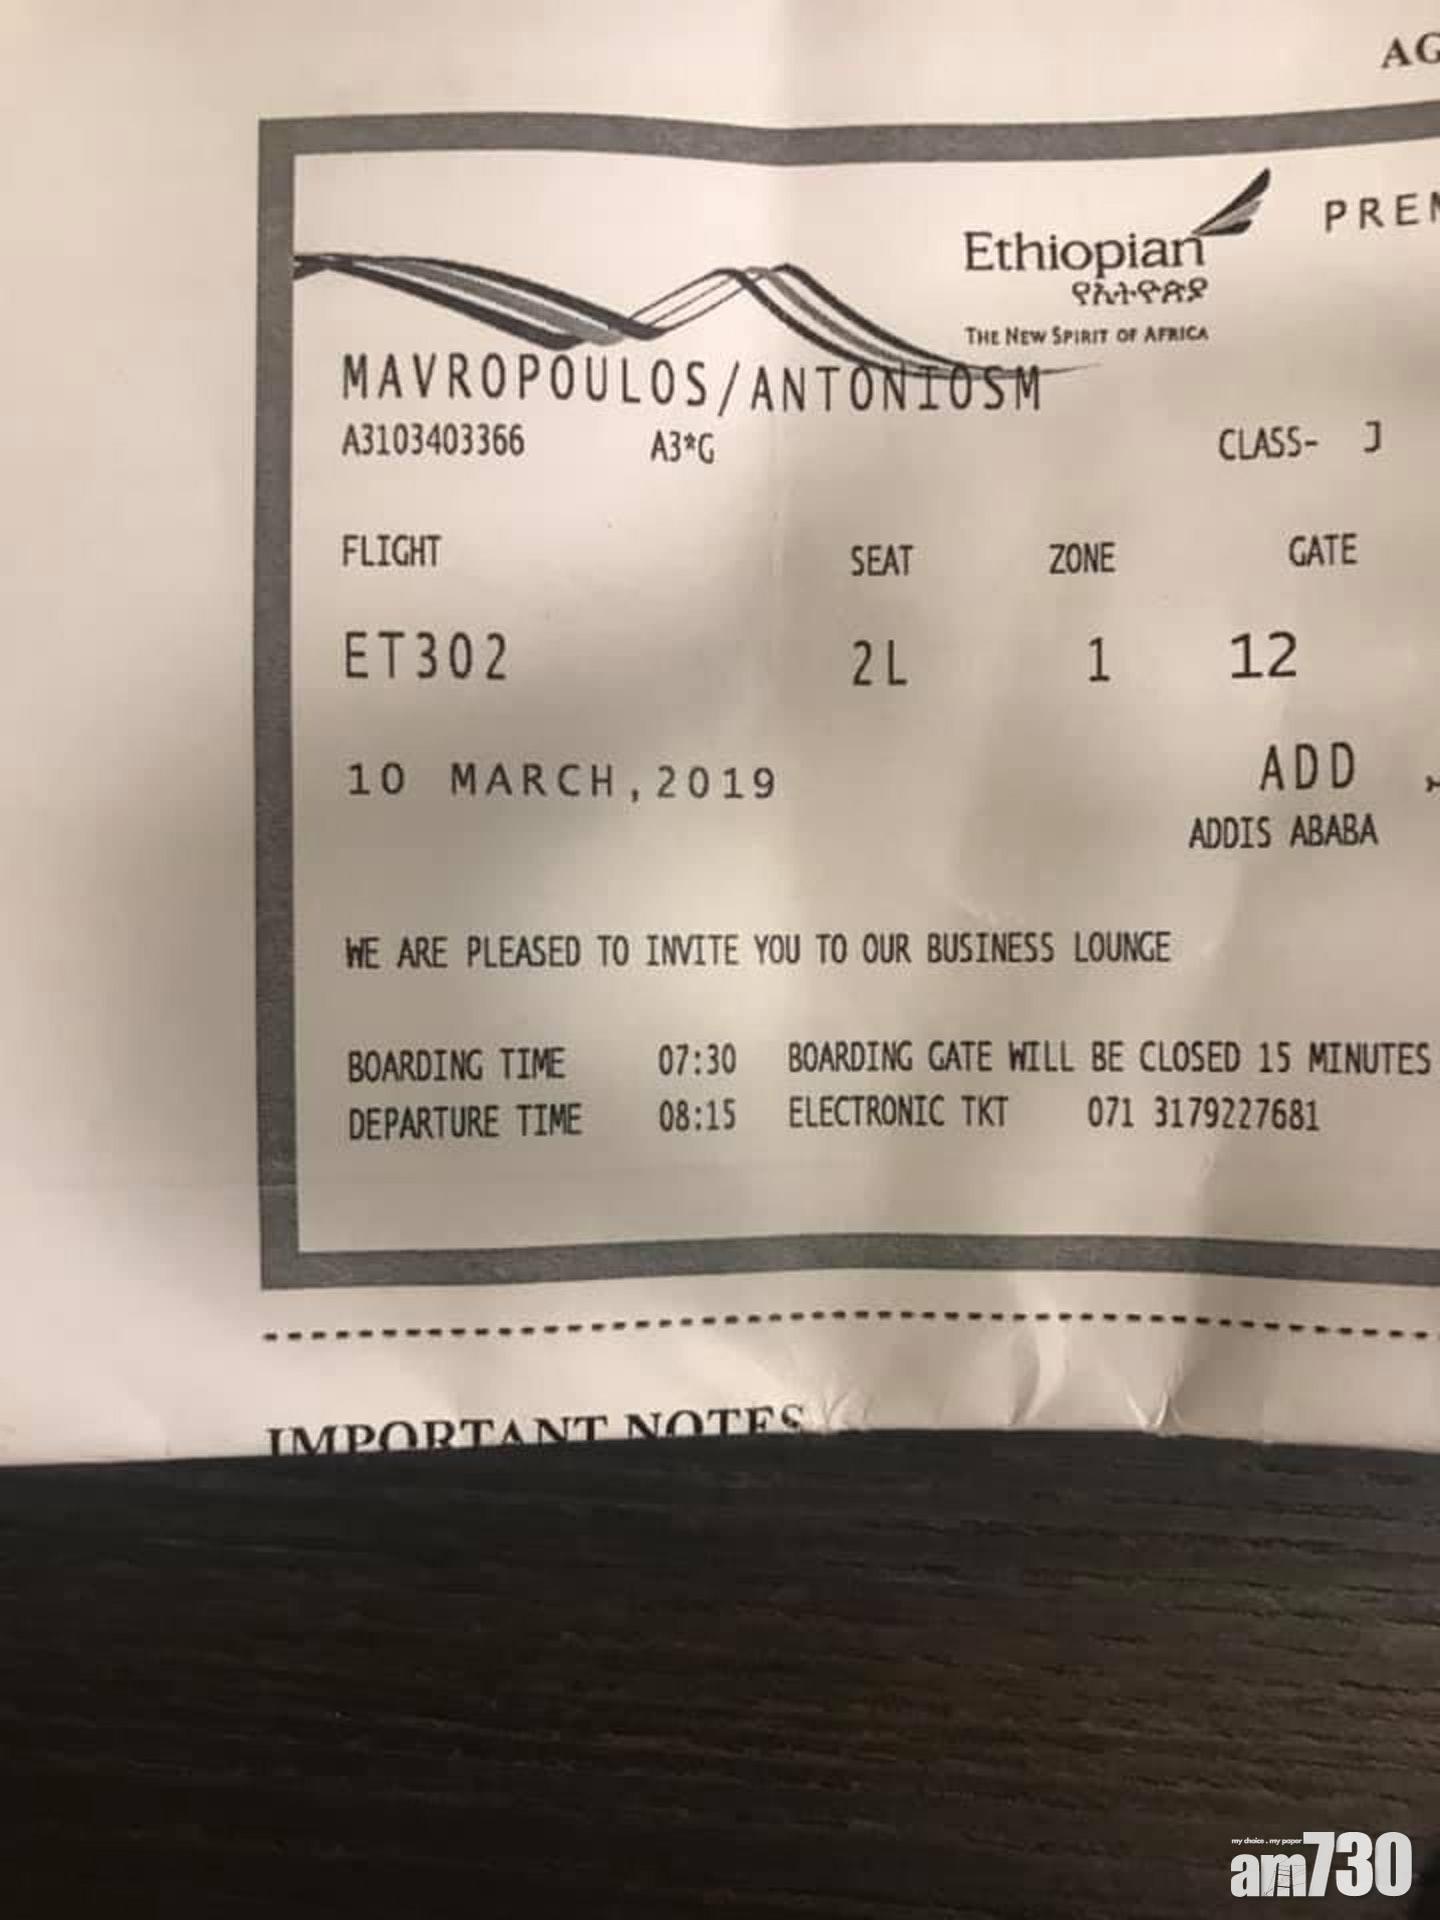 Ethiopian
የኢትዮጵያ
THE NEW SPIRIT OF AFRICA
MAVROPOULOS/ANTONIOSM
A3103403366 A3*G CLASS- J
FLIGHT SEAT ZONE GATE
ET302 2L 1 12
10 MARCH,2019 ADD
ADDIS ABABA
WE ARE PLEASED TO INVITE YOU TO OUR BUSINESS LOUNGE
BOARDING TIME 07:30 BOARDING GATE WILL BE CLOSED 15 MINUTES
DEPARTURE TIME 08:15 ELECTRONIC TKT 071 3179227681
IMPORTANT NOTES
my choice . my paper
am730